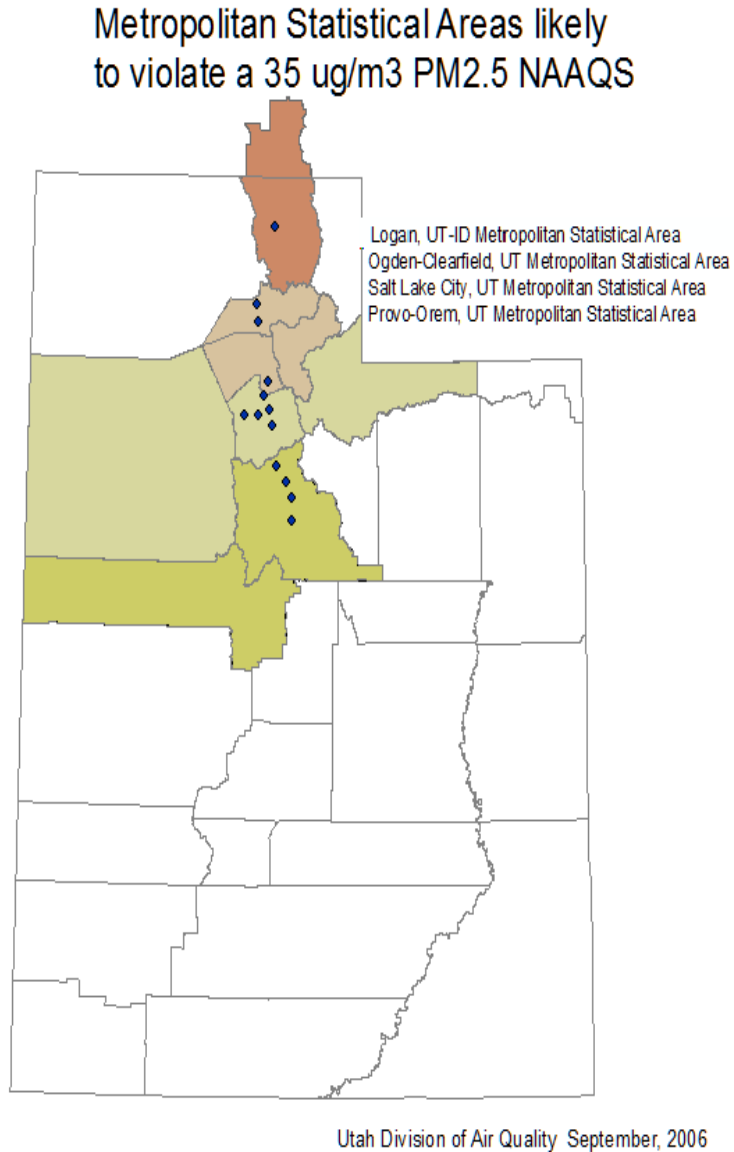 Metropolitan Statistical Areas likely
to violate a 35 ug/m3 PM2.5 NAAQS
Logan, UT-ID Metropolitan Statistical Area
Ogden-Clearfield, UT Metropolitan Statistical Area
Salt Lake City, UT Metropolitan Statistical Area
Provo-Orem, UT Metropolitan Statistical Area
Utah Division of Air Quality September, 2006